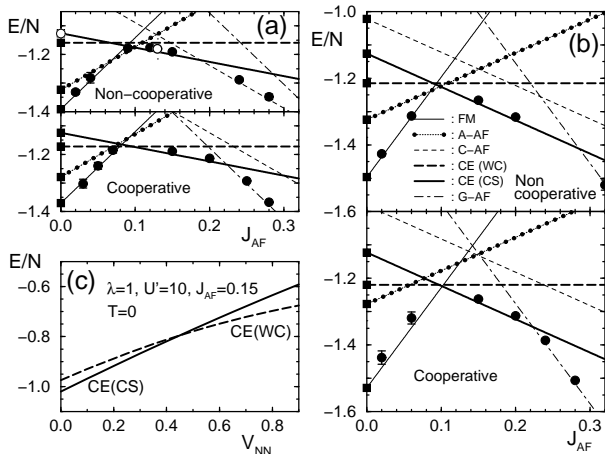 E/N
(a)
-1.2
-1.4
Non-cooperative
-1.2
-1.4
Cooperative
0.0 0.1 0.2 0.3
J_AF
E/N
(c)
-0.6
-0.8
-1.0
λ=1, U'=10, J_AF=0.15
T=0
CE(WC)
CE(CS)
0.0 0.2 0.4 0.6 0.8
V_NN
-1.0
E/N
(b)
-1.2
-1.4
-1.6
: FM
: A-AF
: C-AF
: CE (WC)
: CE (CS)
: G-AF
Non
cooperative
-1.2
-1.4
-1.6
Cooperative
0.0 0.1 0.2 0.3
J_AF